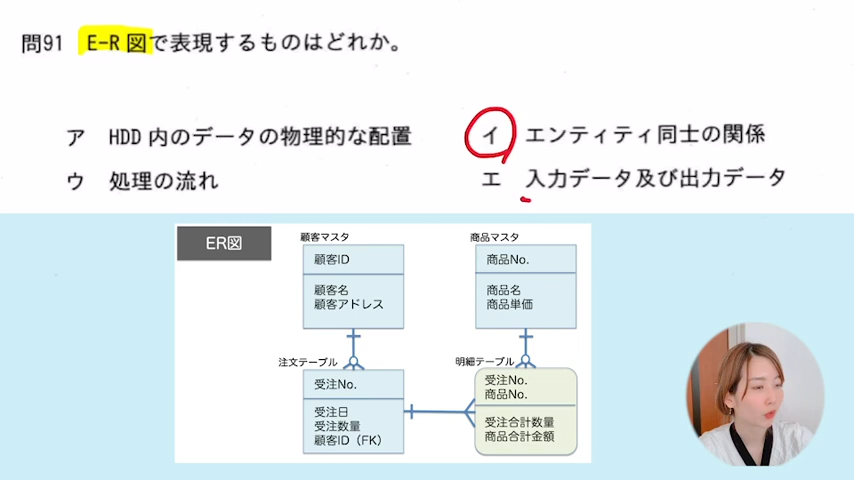 問91 E-R 図で表現するものはどれか。
ア HDD 内のデータの物理的な配置
イ エンティティ同士の関係
ウ 処理の流れ
エ 入力データ及び出力データ
ER図
顧客マスタ
顧客ID
顧客名
顧客アドレス
商品マスタ
商品No.
商品名
商品単価
注文テーブル
受注No.
受注日
受注数量
顧客ID（FK）
明細テーブル
受注No.
商品No.
受注合計数量
商品合計金額